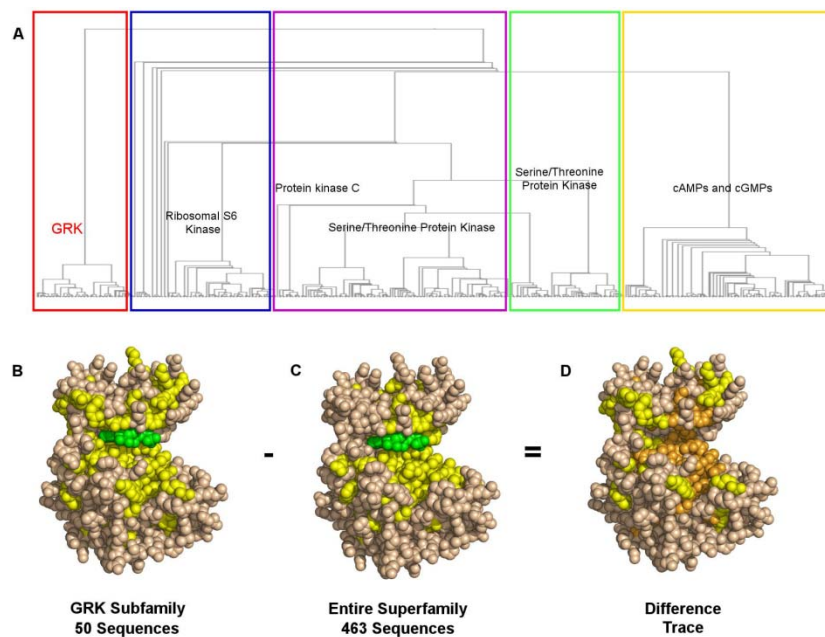 A
GRK
Ribosomal S6
Kinase
Protein kinase C
Serine/Threonine Protein Kinase
Serine/Threonine
Protein Kinase
cAMPs and cGMPs
B
C
D
-
=
GRK Subfamily
50 Sequences
Entire Superfamily
463 Sequences
Difference
Trace